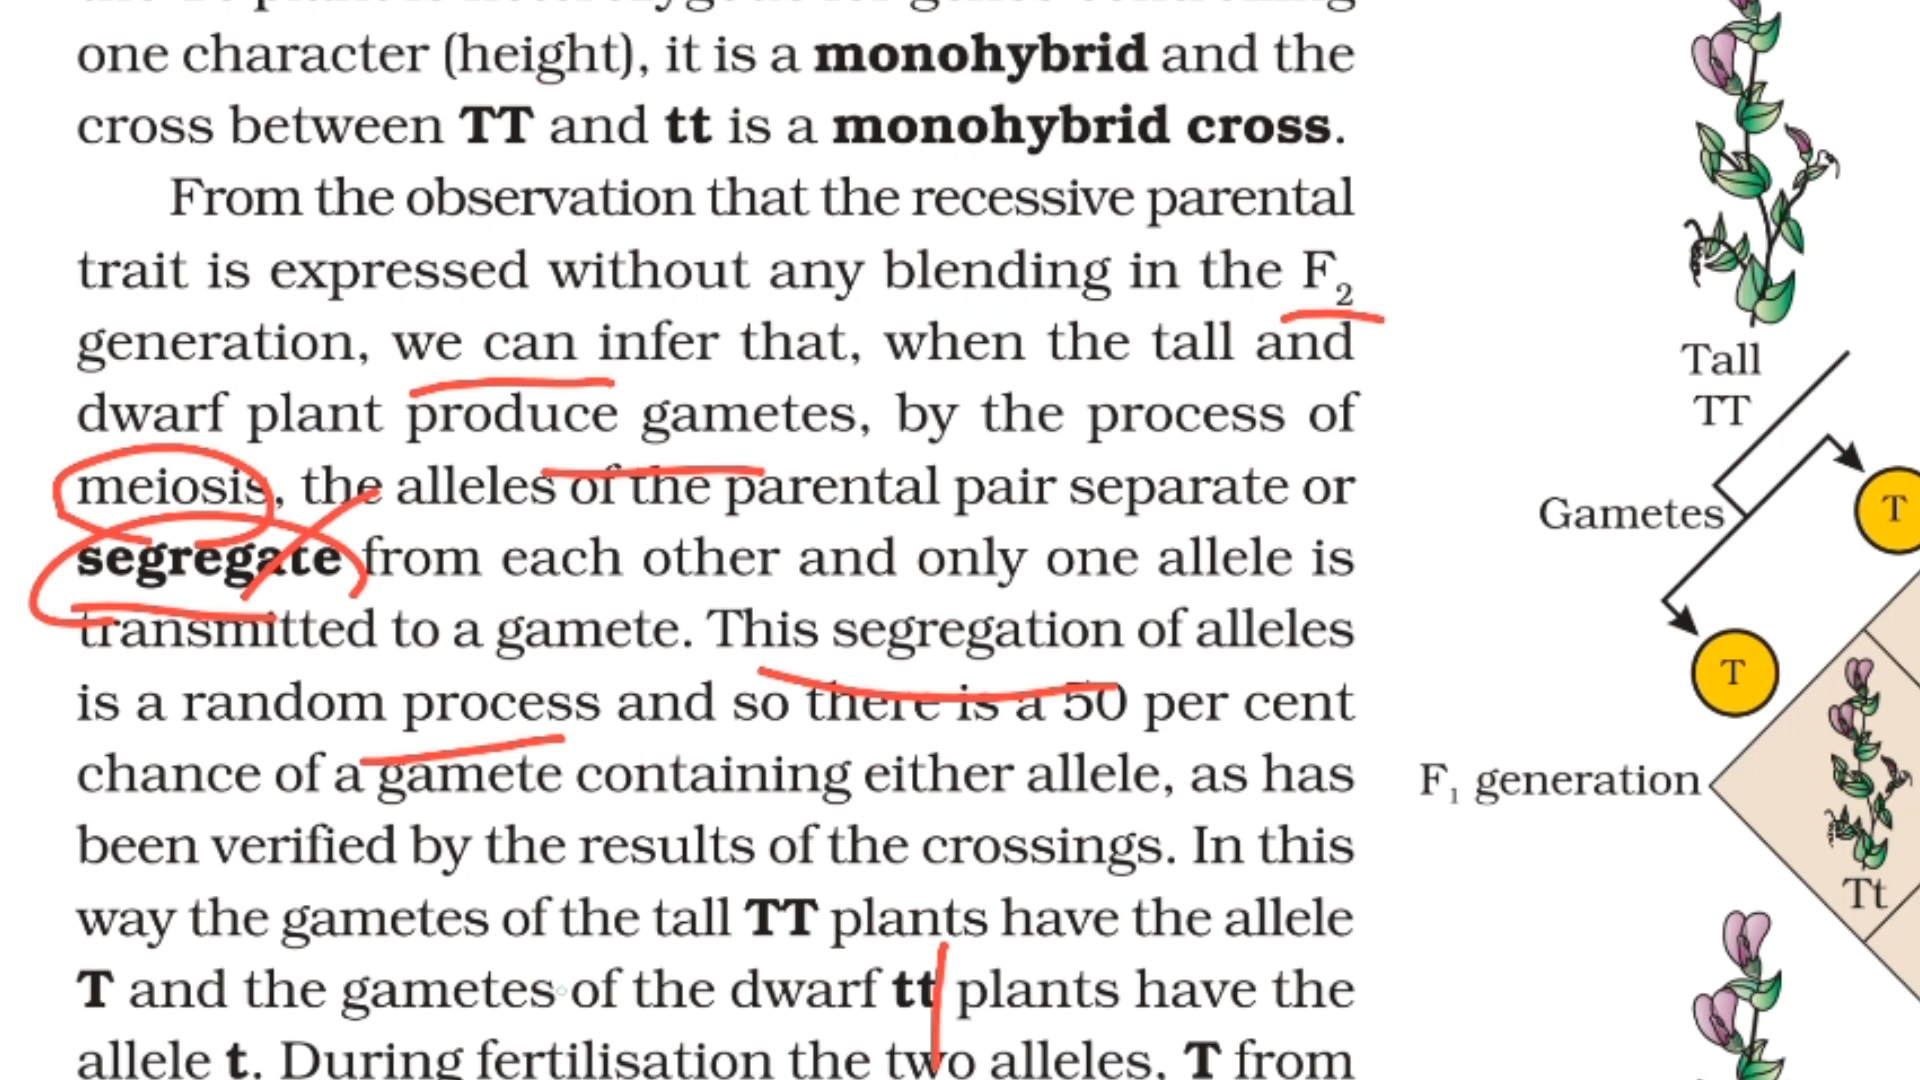 one character (height), it is a monohybrid and the
cross between TT and tt is a monohybrid cross.
From the observation that the recessive parental
trait is expressed without any blending in the F₂
generation, we can infer that, when the tall and
dwarf plant produce gametes, by the process of
meiosis, the alleles of the parental pair separate or
segregate from each other and only one allele is
transmitted to a gamete. This segregation of alleles
is a random process and so there is a 50 per cent
chance of a gamete containing either allele, as has
been verified by the results of the crossings. In this
way the gametes of the tall TT plants have the allele
T and the gametes of the dwarf tt plants have the
allele t. During fertilisation the two alleles, T from
Tall
TT
Gametes
T
T
F₁ generation
Tt